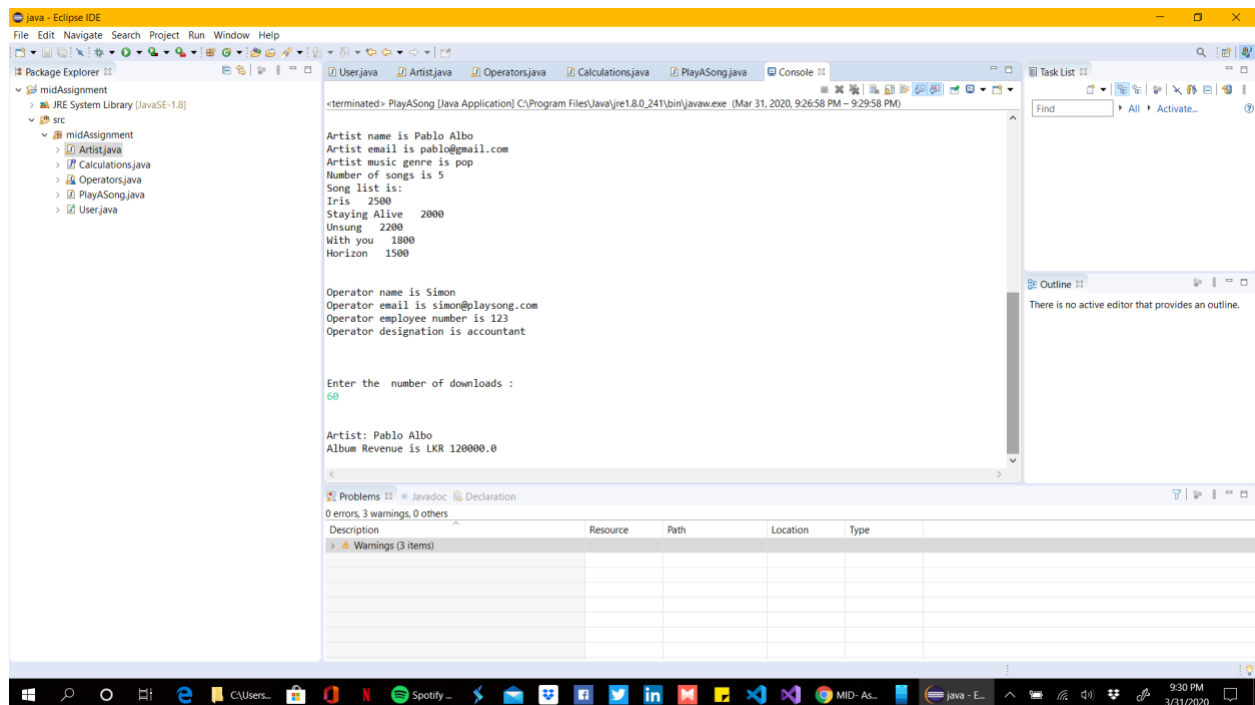 java - Eclipse IDE
File Edit Navigate Search Project Run Window Help
Package Explorer
midAssignment
JRE System Library [JavaSE-1.8]
src
midAssignment
Artist.java
Calculations.java
Operators.java
PlayASong.java
User.java
User.java Artist.java Operators.java Calculations.java PlayASong.java Console
<terminated> PlayASong [Java Application] C:\Program Files\Java\jre1.8.0_241\bin\javaw.exe (Mar 31, 2020, 9:26:58 PM – 9:29:58 PM)
Artist name is Pablo Albo
Artist email is pablo@gmail.com
Artist music genre is pop
Number of songs is 5
Song list is:
Iris 2500
Staying Alive 2000
Unsung 2200
With you 1800
Horizon 1500
Operator name is Simon
Operator email is simon@playsong.com
Operator employee number is 123
Operator designation is accountant
Enter the number of downloads :
60
Artist: Pablo Albo
Album Revenue is LKR 120000.0
Task List
Find All Activate...
Outline
There is no active editor that provides an outline.
Problems Javadoc Declaration
0 errors, 3 warnings, 0 others
Description Resource Path Location Type
Warnings (3 items)
C:\Users... Spotify ... MID- As... java - E...
9:30 PM
3/31/2020